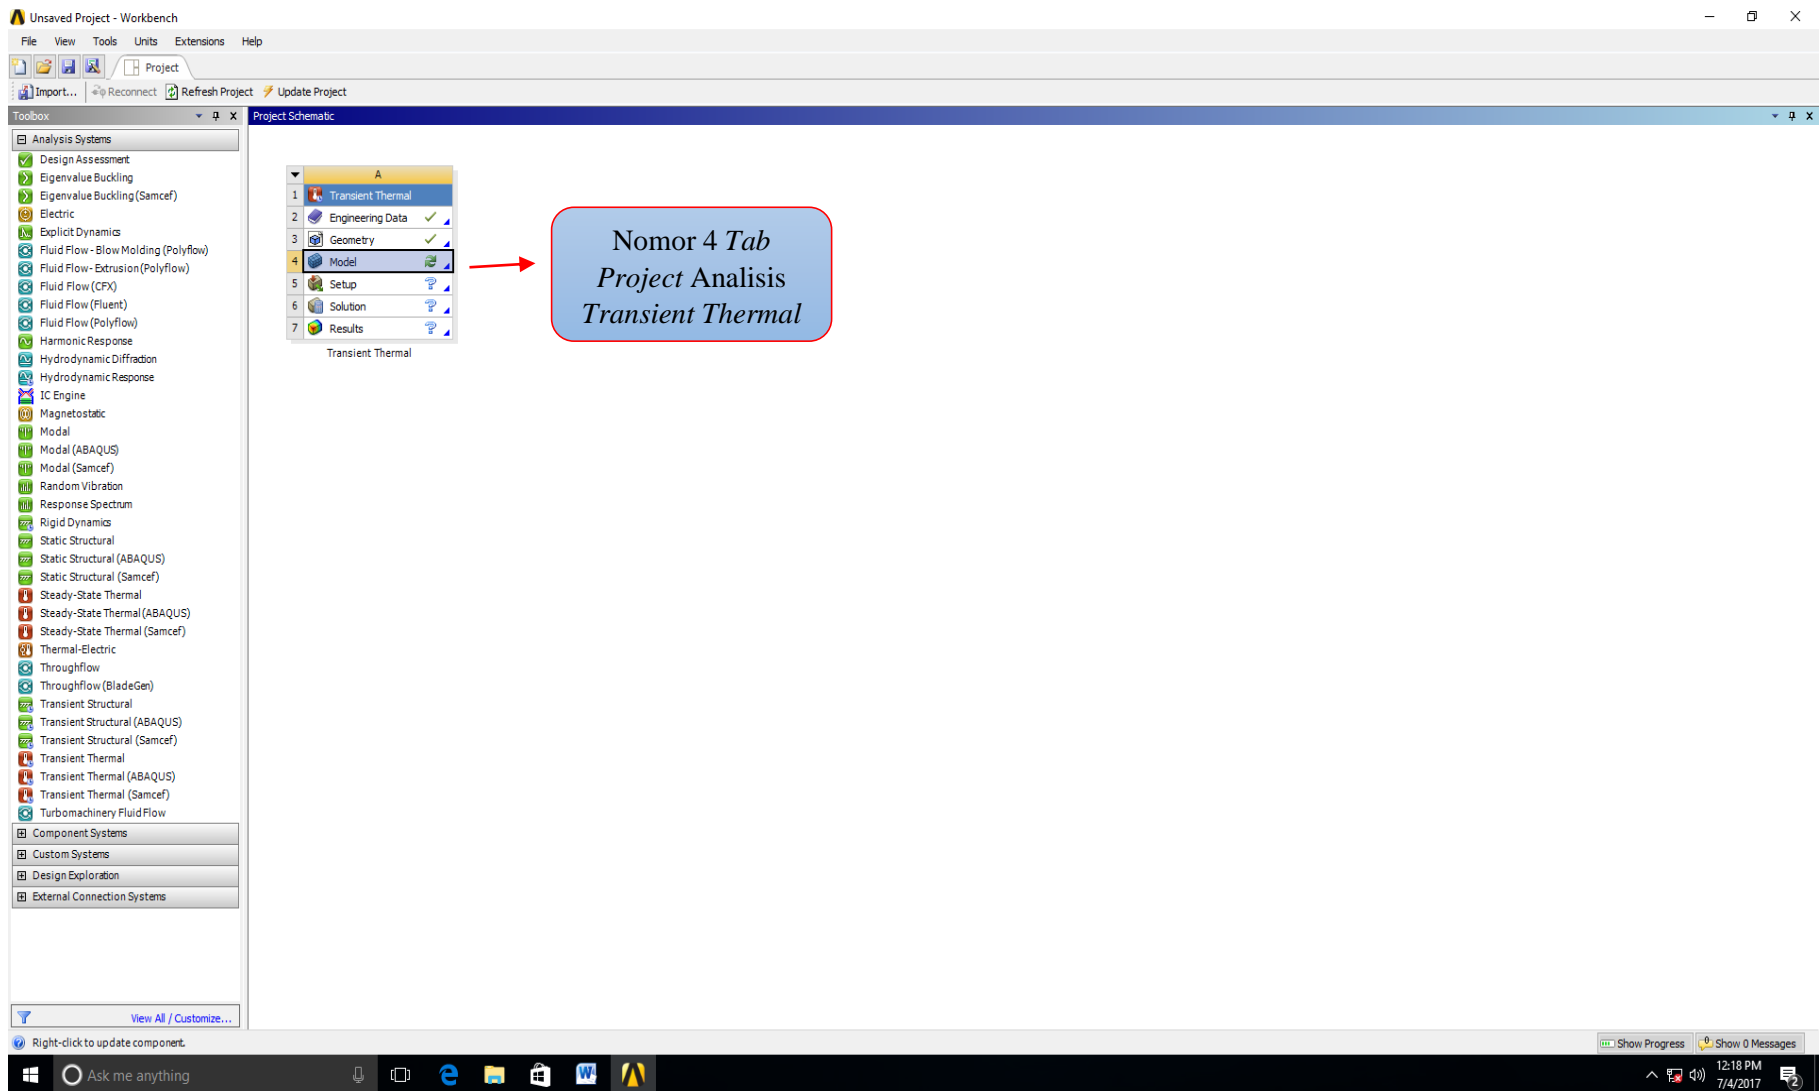 Unsaved Project - Workbench
File View Tools Units Extensions Help
Project
Import... Reconnect Refresh Project Update Project
Toolbox
Project Schematic
Analysis Systems
Design Assessment
Eigenvalue Buckling
Eigenvalue Buckling (Samcef)
Electric
Explicit Dynamics
Fluid Flow - Blow Molding (Polyflow)
Fluid Flow - Extrusion (Polyflow)
Fluid Flow (CFX)
Fluid Flow (Fluent)
Fluid Flow (Polyflow)
Harmonic Response
Hydrodynamic Diffraction
Hydrodynamic Response
IC Engine
Magnetostatic
Modal
Modal (ABAQUS)
Modal (Samcef)
Random Vibration
Response Spectrum
Rigid Dynamics
Static Structural
Static Structural (ABAQUS)
Static Structural (Samcef)
Steady-State Thermal
Steady-State Thermal (ABAQUS)
Steady-State Thermal (Samcef)
Thermal-Electric
Throughflow
Throughflow (BladeGen)
Transient Structural
Transient Structural (ABAQUS)
Transient Structural (Samcef)
Transient Thermal
Transient Thermal (ABAQUS)
Transient Thermal (Samcef)
Turbomachinery Fluid Flow
Component Systems
Custom Systems
Design Exploration
External Connection Systems
View All / Customize...
A
1 Transient Thermal
2 Engineering Data
3 Geometry
4 Model
5 Setup
6 Solution
7 Results
Transient Thermal
Nomor 4 Tab
Project Analisis
Transient Thermal
Right-click to update component.
Show Progress
0 Show 0 Messages
Ask me anything
12:18 PM
7/4/2017
2